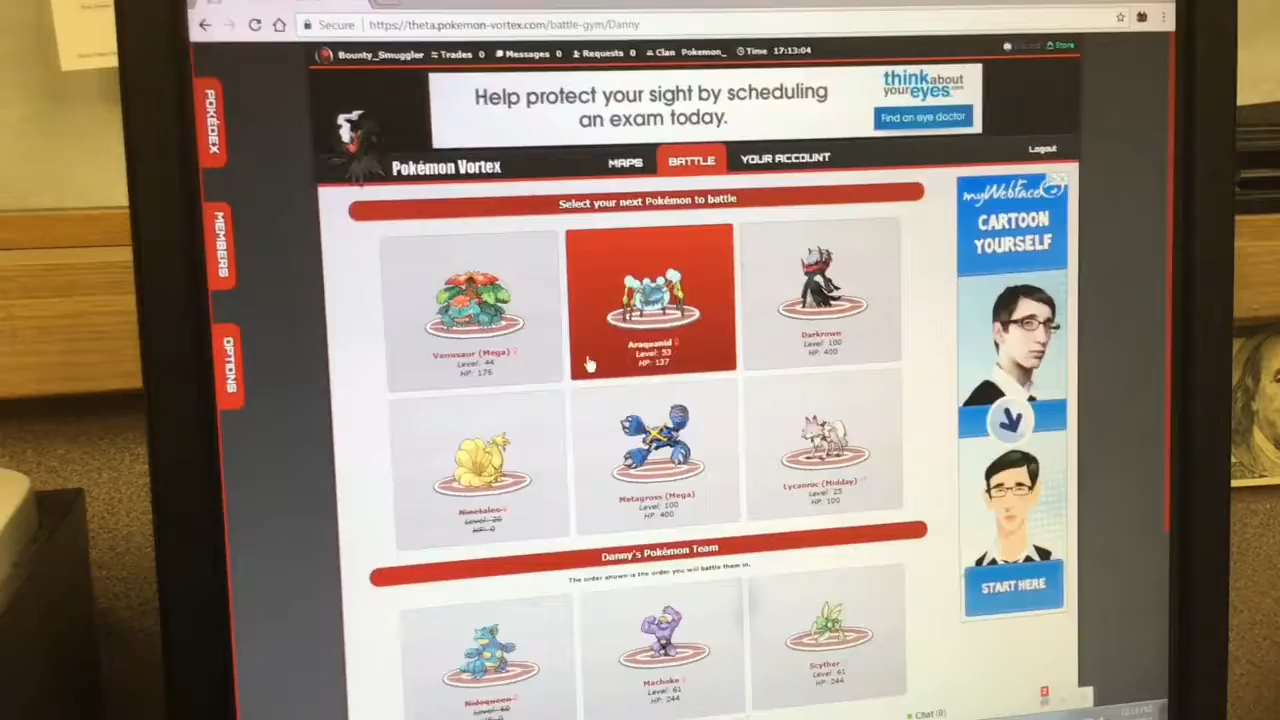 Secure
https://theta.pokemon-vortex.com/battle-gym/Danny
Bounty_Smuggler Trades 0 Messages 0 Requests 0 Clan Pokemon_ Time 17:13:04
Store
Help protect your sight by scheduling
an exam today.
think about
your eyes.com
Find an eye doctor
Pokémon Vortex
MAPS BATTLE YOUR ACCOUNT
Logout
POKÉDEX
MEMBERS
OPTIONS
Select your next Pokémon to battle
Venusaur (Mega)
Level: 44
HP: 176
Araquanid
Level: 53
HP: 137
Darkrown
Level: 100
HP: 400
Ninetales
Level: 20
HP: 0
Metagross (Mega)
Level: 100
HP: 400
Lycanroc (Midday)
Level: 25
HP: 100
Danny's Pokémon Team
The order shown is the order you will battle them in.
Nidoqueen
Level: 60
Machoke
Level: 61
HP: 244
Scyther
Level: 61
HP: 244
myWebface
CARTOON
YOURSELF
START HERE
Chat (0)